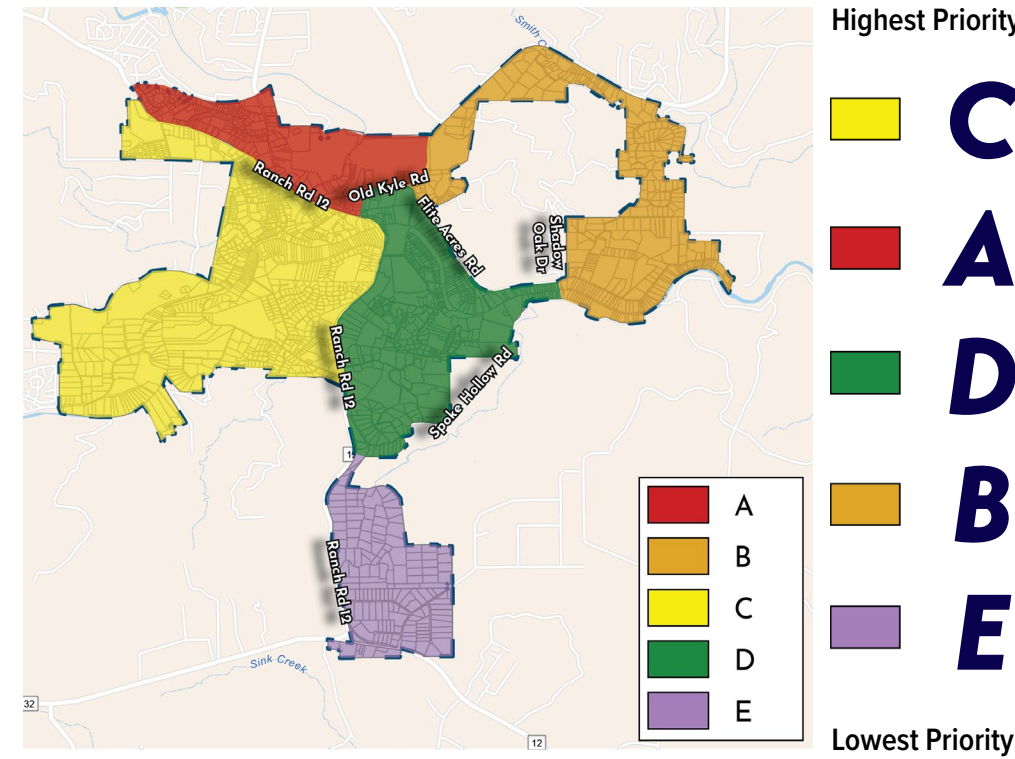 Smith C
Ranch Rd 12
Old Kyle Rd
Flite Acres Rd
Shadow
Oak Dr
Ranch Rd 12
Spoke Hollow Rd
1
Ranch Rd 12
Sink Creek
32
12
A
B
C
D
E
Highest Priority
C
A
D
B
E
Lowest Priority